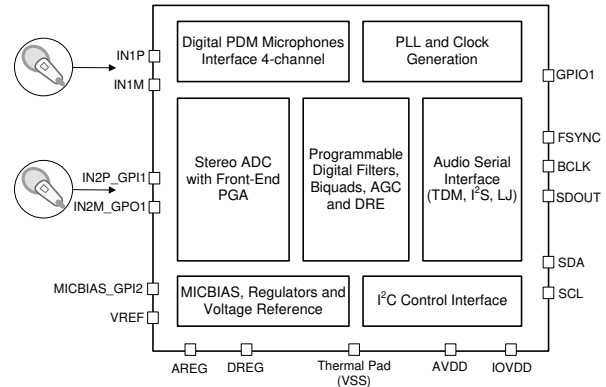 IN1P
IN1M
IN2P_GPI1
IN2M_GPO1
MICBIAS_GPI2
VREF
Digital PDM Microphones
Interface 4-channel
PLL and Clock
Generation
Stereo ADC
with Front-End
PGA
Programmable
Digital Filters,
Biquads, AGC
and DRE
Audio Serial
Interface
(TDM, I²S, LJ)
MICBIAS, Regulators and
Voltage Reference
I²C Control Interface
GPIO1
FSYNC
BCLK
SDOUT
SDA
SCL
AREG
DREG
Thermal Pad
(VSS)
AVDD
IOVDD